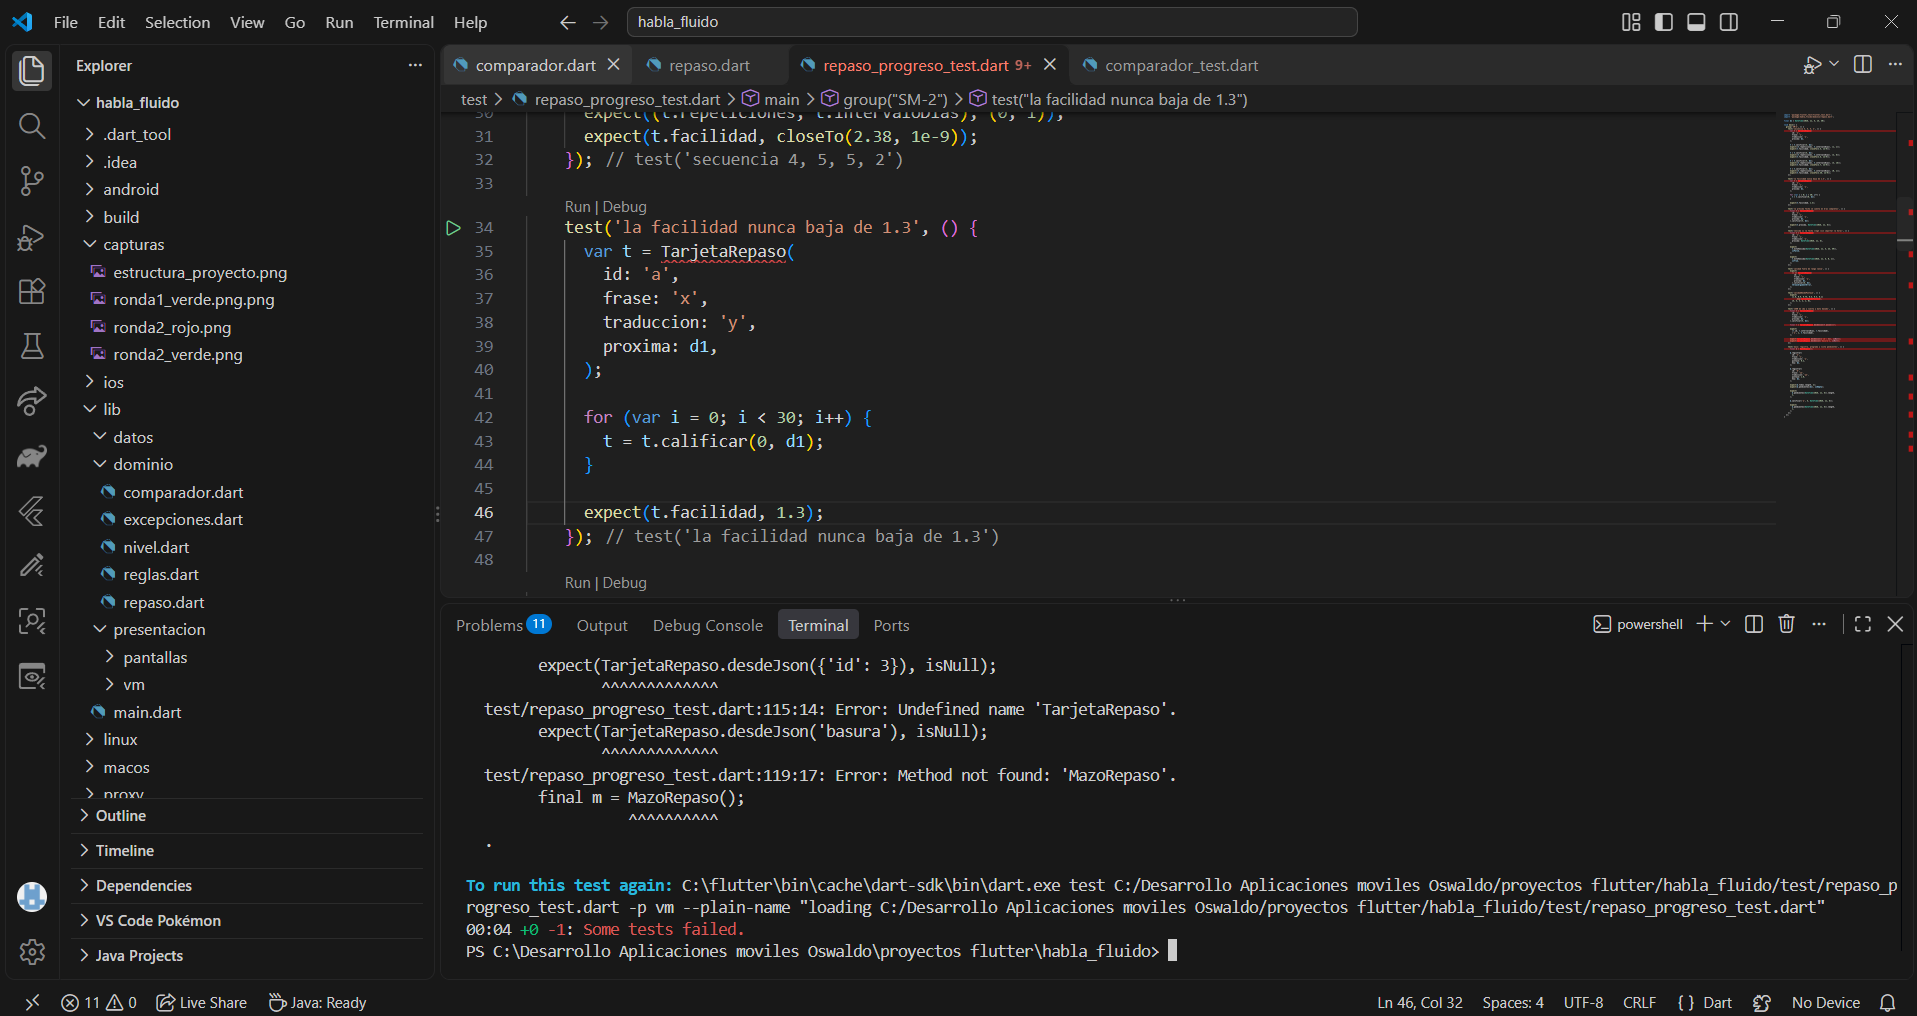 File Edit Selection View Go Run Terminal Help
habla_fluido
Explorer
habla_fluido
.dart_tool
.idea
android
build
capturas
estructura_proyecto.png
ronda1_verde.png.png
ronda2_rojo.png
ronda2_verde.png
ios
lib
datos
dominio
comparador.dart
excepciones.dart
nivel.dart
reglas.dart
repaso.dart
presentacion
pantallas
vm
main.dart
linux
macos
proxy
Outline
Timeline
Dependencies
VS Code Pokémon
Java Projects
comparador.dart repaso.dart repaso_progreso_test.dart 9+ comparador_test.dart
test > repaso_progreso_test.dart > main > group("SM-2") > test("la facilidad nunca baja de 1.3")
30 expect((t.repeticiones, t.intervaloDias), (0, 1));
31 expect(t.facilidad, closeTo(2.38, 1e-9));
32 }); // test('secuencia 4, 5, 5, 2')
33
Run | Debug
34 test('la facilidad nunca baja de 1.3', () {
35 var t = TarjetaRepaso(
36 id: 'a',
37 frase: 'x',
38 traduccion: 'y',
39 proxima: d1,
40 );
41
42 for (var i = 0; i < 30; i++) {
43 t = t.calificar(0, d1);
44 }
45
46 expect(t.facilidad, 1.3);
47 }); // test('la facilidad nunca baja de 1.3')
48
Run | Debug
Problems 11 Output Debug Console Terminal Ports
powershell
expect(TarjetaRepaso.desdeJson({'id': 3}), isNull);
^^^^^^^^^^^^^
test/repaso_progreso_test.dart:115:14: Error: Undefined name 'TarjetaRepaso'.
expect(TarjetaRepaso.desdeJson('basura'), isNull);
^^^^^^^^^^^^^
test/repaso_progreso_test.dart:119:17: Error: Method not found: 'MazoRepaso'.
final m = MazoRepaso();
^^^^^^^^^^
.
To run this test again: C:\flutter\bin\cache\dart-sdk\bin\dart.exe test C:/Desarrollo Aplicaciones moviles Oswaldo/proyectos flutter/habla_fluido/test/repaso_p
rogreso_test.dart -p vm --plain-name "loading C:/Desarrollo Aplicaciones moviles Oswaldo/proyectos flutter/habla_fluido/test/repaso_progreso_test.dart"
00:04 +0 -1: Some tests failed.
PS C:\Desarrollo Aplicaciones moviles Oswaldo\proyectos flutter\habla_fluido>
11 0 Live Share Java: Ready
Ln 46, Col 32 Spaces: 4 UTF-8 CRLF {} Dart No Device